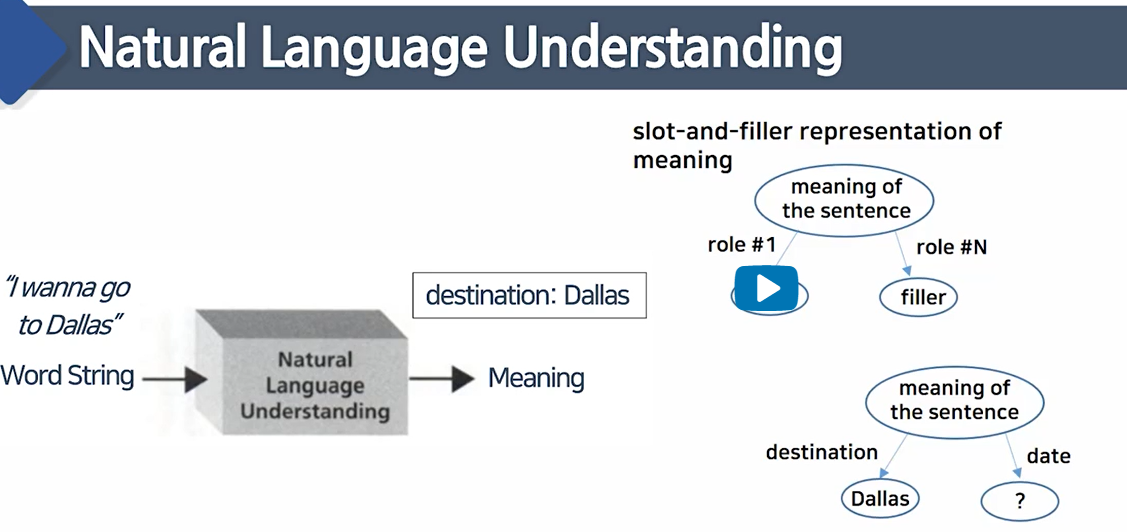 Natural Language Understanding
slot-and-filler representation of
meaning
meaning of
the sentence
role #1
role #N
filler
"I wanna go
to Dallas"
destination: Dallas
Word String
Natural
Language
Understanding
Meaning
meaning of
the sentence
destination
date
Dallas
?